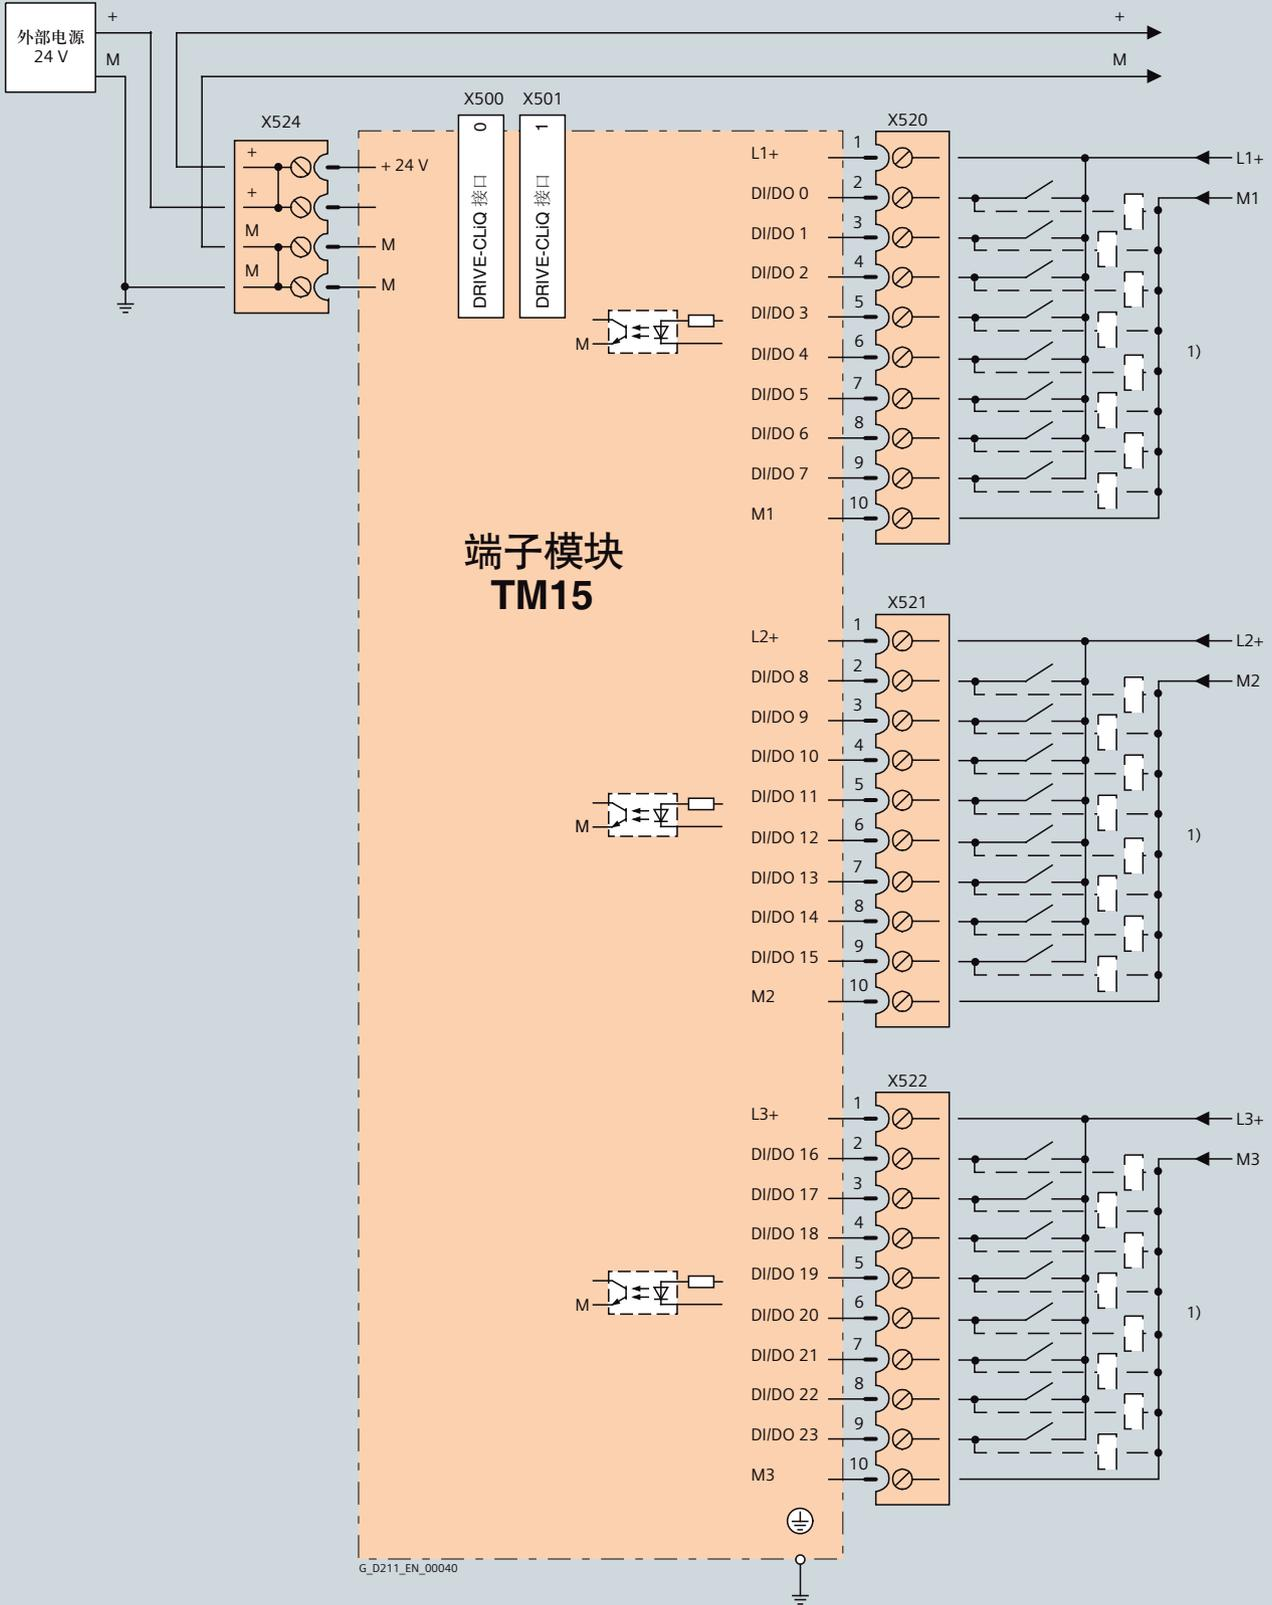 外部电源
24 V
+
M
+
M
X524
+
+
M
M
+ 24 V
M
M
X500
X501
0
DRIVE-CLiQ 接口
1
DRIVE-CLiQ 接口
M
端子模块
TM15
X520
L1+
1
DI/DO 0
2
DI/DO 1
3
DI/DO 2
4
DI/DO 3
5
DI/DO 4
6
DI/DO 5
7
DI/DO 6
8
DI/DO 7
9
M1
10
L1+
M1
1)
X521
L2+
1
DI/DO 8
2
DI/DO 9
3
DI/DO 10
4
DI/DO 11
5
DI/DO 12
6
DI/DO 13
7
DI/DO 14
8
DI/DO 15
9
M2
10
M
L2+
M2
1)
X522
L3+
1
DI/DO 16
2
DI/DO 17
3
DI/DO 18
4
DI/DO 19
5
DI/DO 20
6
DI/DO 21
7
DI/DO 22
8
DI/DO 23
9
M3
10
M
L3+
M3
1)
G_D211_EN_00040